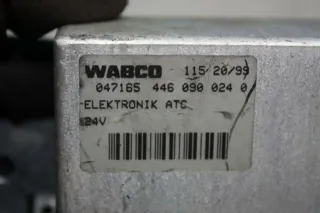 WABCO 115/20/99
047165 446 090 024 0
ELEKTRONIK ATC
24V